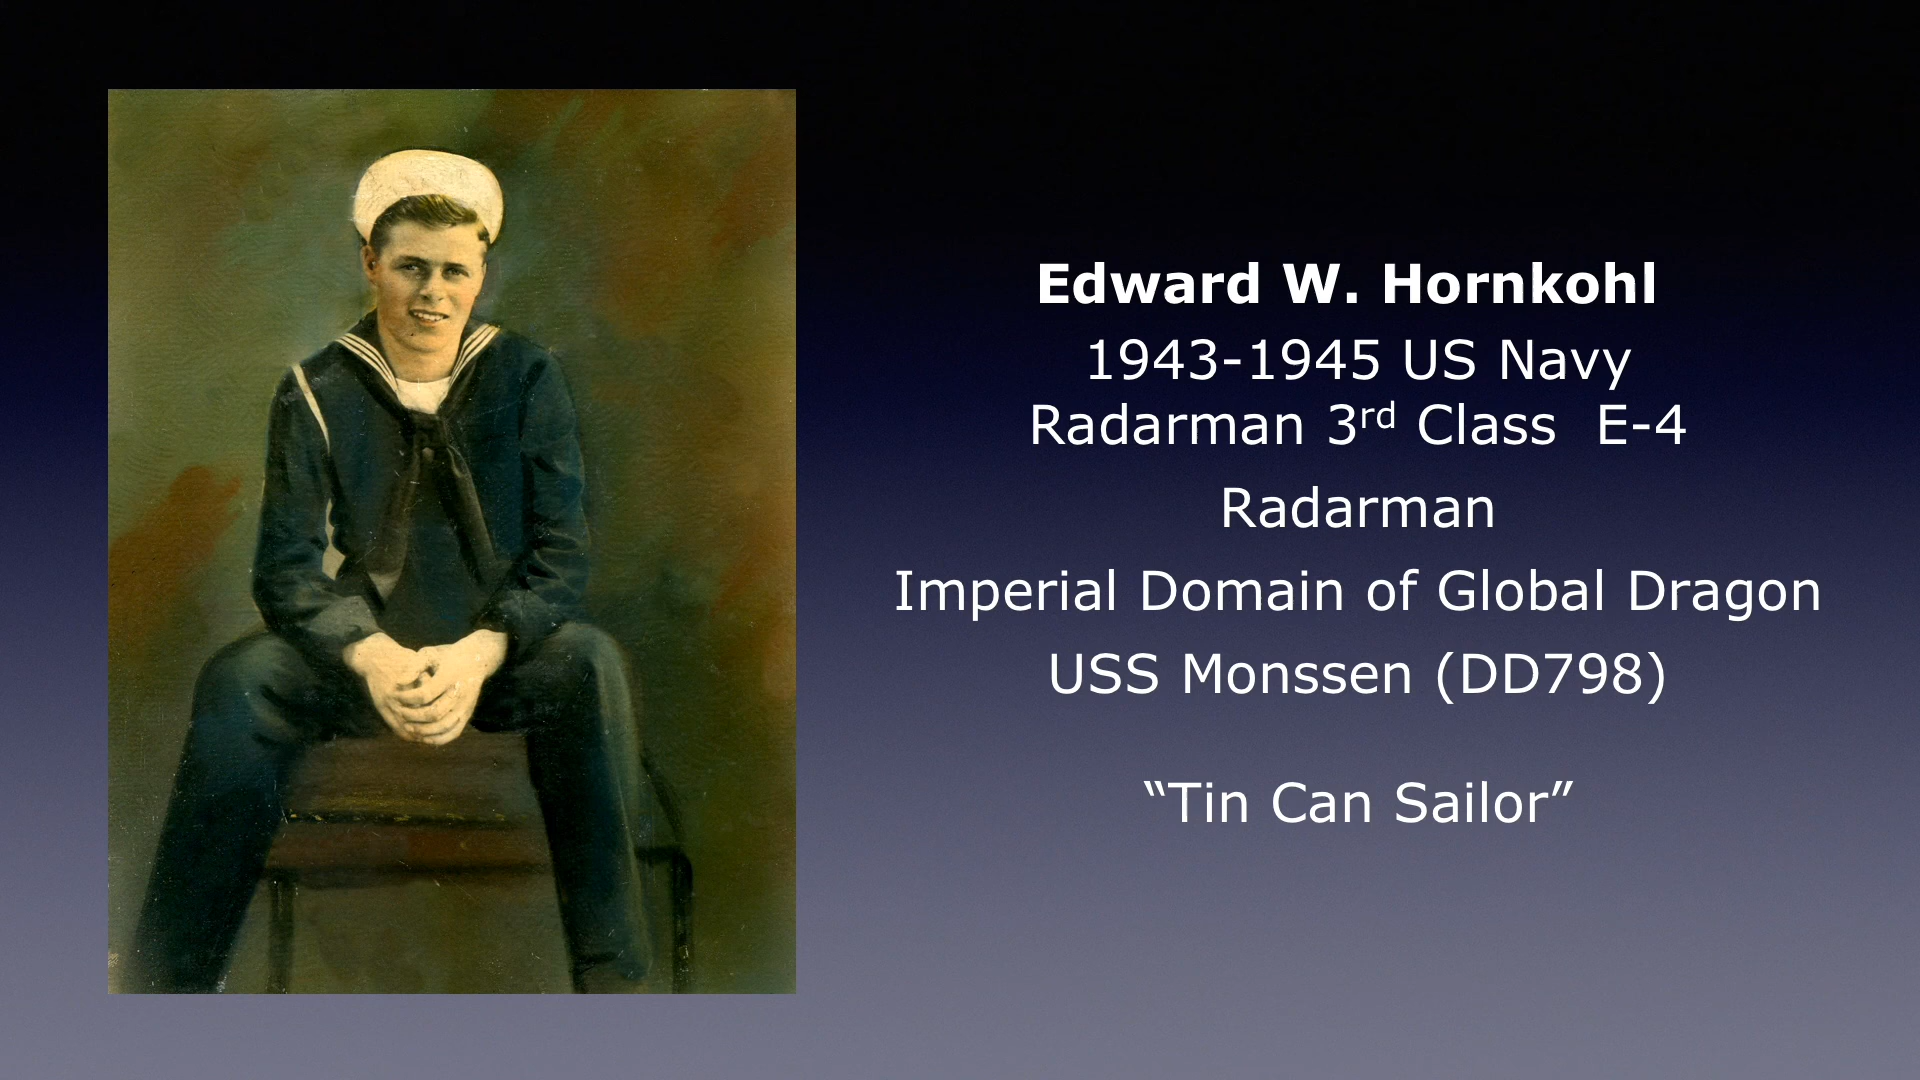 Edward W. Hornkohl
1943-1945 US Navy
Radarman 3rd Class  E-4
Radarman
Imperial Domain of Global Dragon
USS Monssen (DD798)
“Tin Can Sailor”